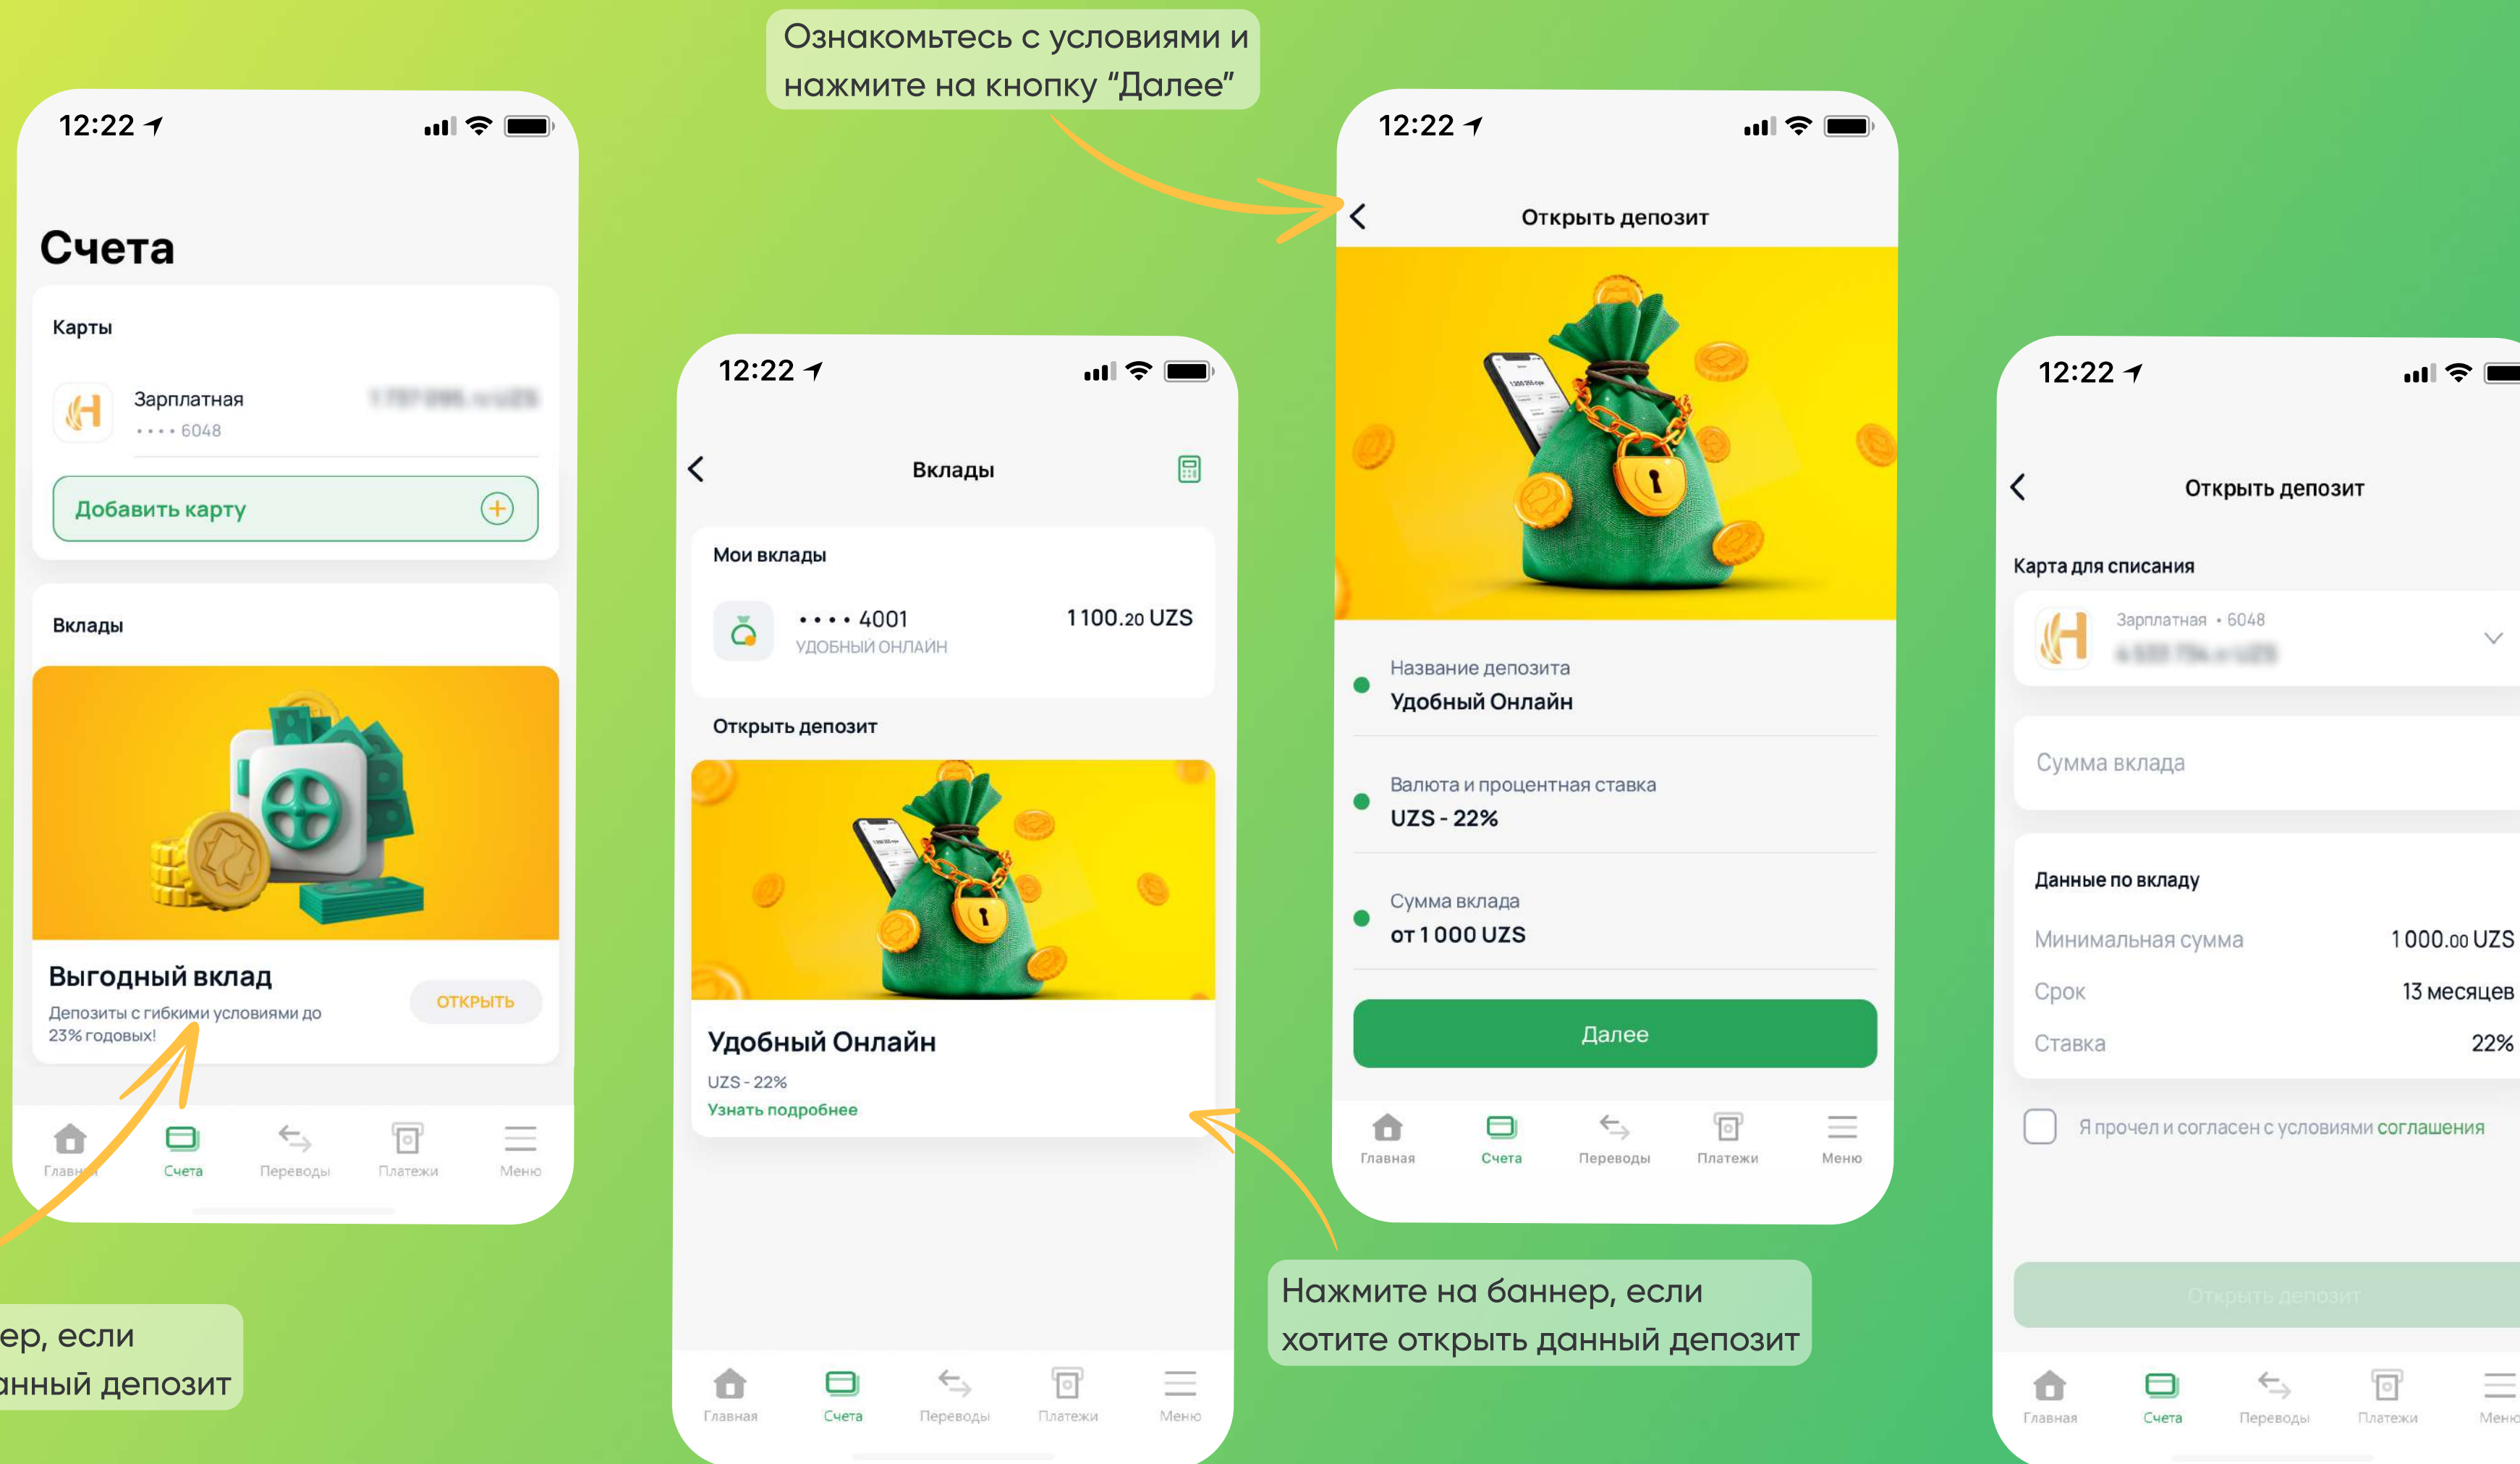 12:22
Счета
Карты
Зарплатная
•••• 6048
Добавить карту
Вклады
Выгодный вклад
Депозиты с гибкими условиями до
23% годовых!
ОТКРЫТЬ
Главная
Счета
Переводы
Платежи
Меню
если
депозит
12:22
Вклады
Мои вклады
•••• 4001
1 100.20 UZS
УДОБНЫЙ ОНЛАЙН
Открыть депозит
Удобный Онлайн
UZS - 22%
Узнать подробнее
Главная
Счета
Переводы
Платежи
Меню
Ознакомьтесь с условиями и
нажмите на кнопку “Далее”
12:22
Открыть депозит
Название депозита
Удобный Онлайн
Валюта и процентная ставка
UZS - 22%
Сумма вклада
от 1 000 UZS
Далее
Главная
Счета
Переводы
Платежи
Меню
Нажмите на баннер, если
хотите открыть данный депозит
12:22
Открыть депозит
Карта для списания
Зарплатная • 6048
Сумма вклада
Данные по вкладу
Минимальная сумма
1 000.00 UZS
Срок
13 месяцев
Ставка
22%
Я прочел и согласен с условиями соглашения
Открыть депозит
Главная
Счета
Переводы
Платежи
Меню